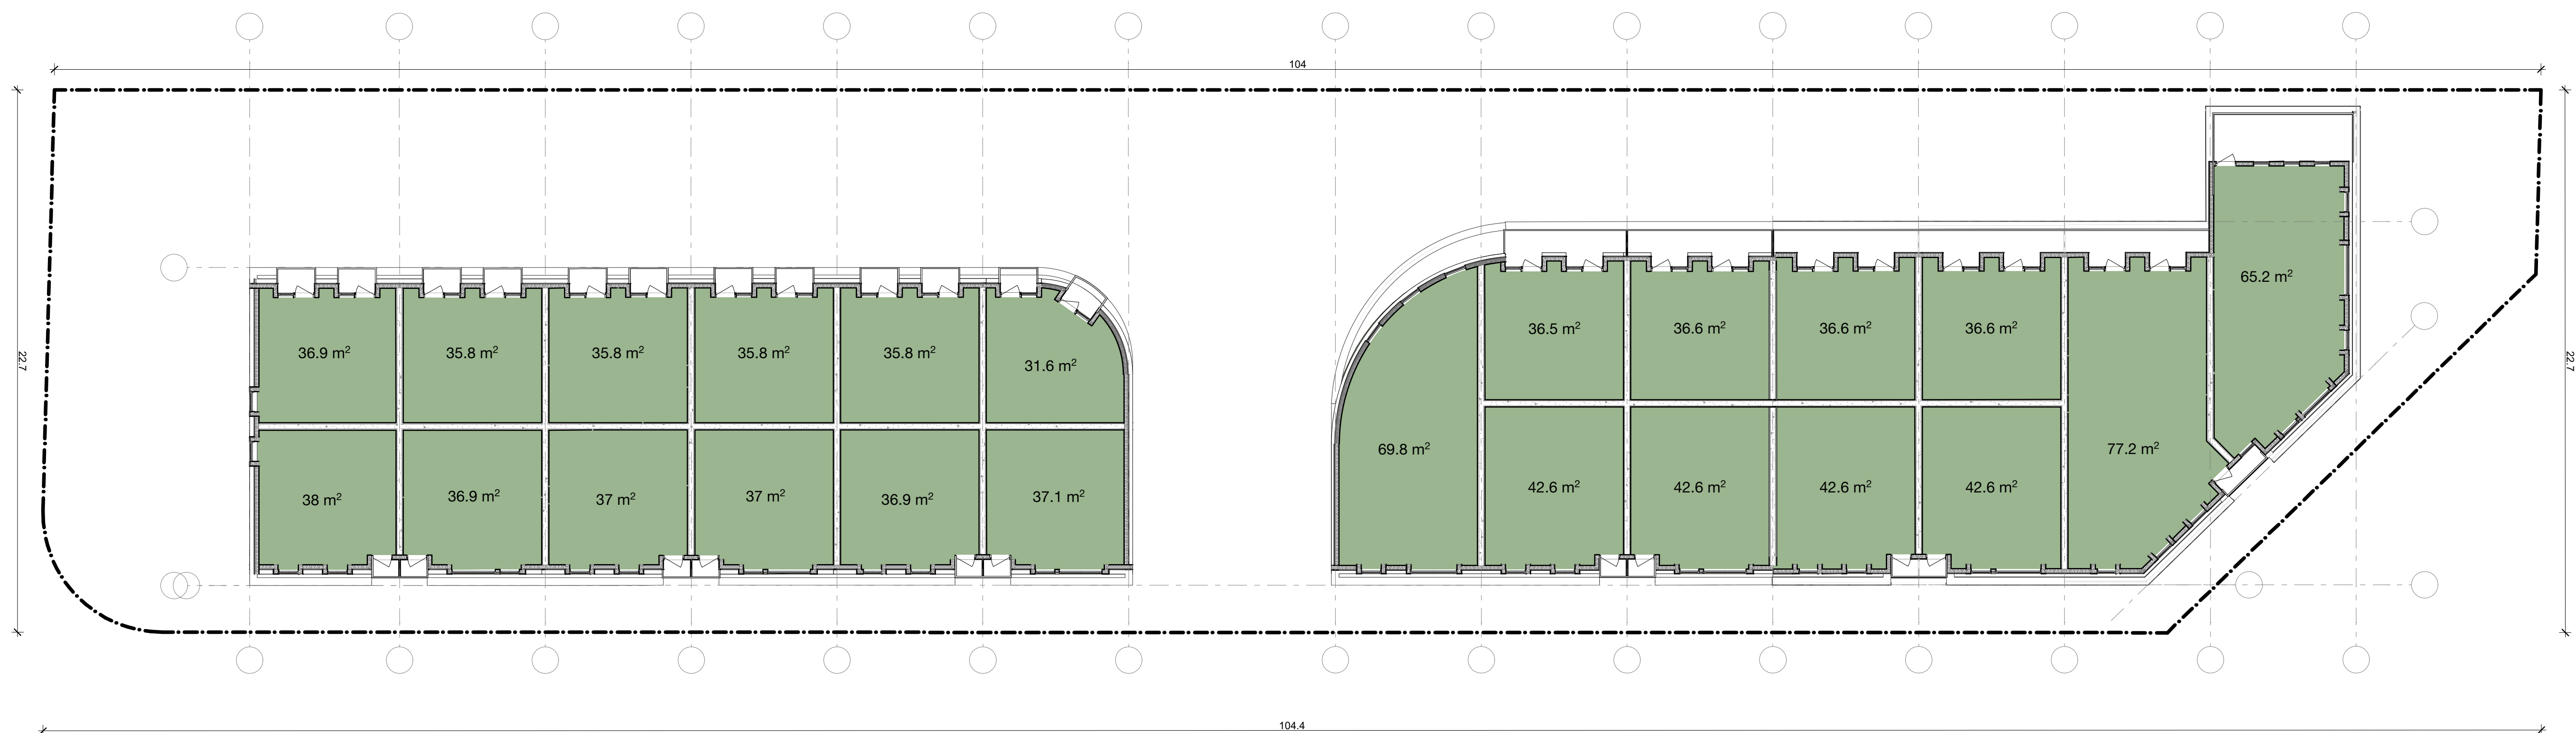 104
22.7
22.7
65.2 m²
36.9 m²
35.8 m²
35.8 m²
35.8 m²
35.8 m²
31.6 m²
36.5 m²
36.6 m²
36.6 m²
36.6 m²
69.8 m²
77.2 m²
38 m²
36.9 m²
37 m²
37 m²
36.9 m²
37.1 m²
42.6 m²
42.6 m²
42.6 m²
42.6 m²
104.4